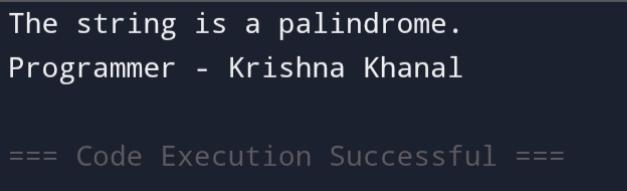 The string is a palindrome.
Programmer - Krishna Khanal
=== Code Execution Successful ===